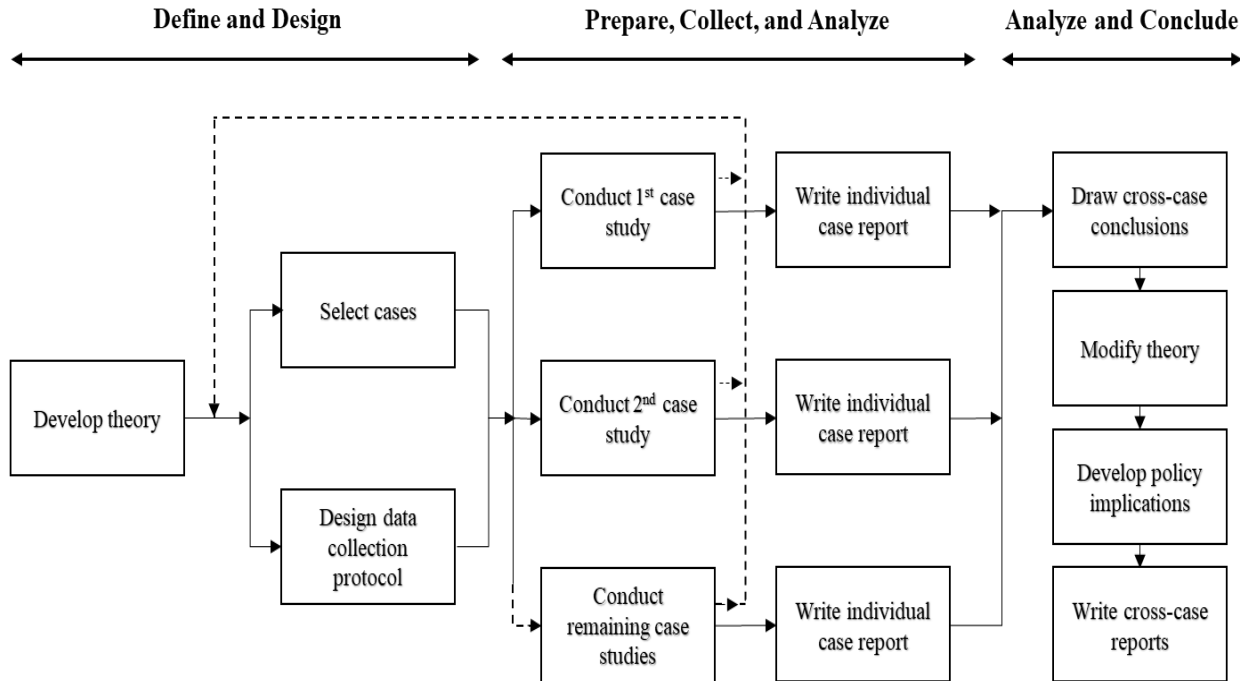 Define and Design
Prepare, Collect, and Analyze
Analyze and Conclude
Develop theory
Select cases
Design data
collection
protocol
Conduct 1st case
study
Conduct 2nd case
study
Conduct
remaining case
studies
Write individual
case report
Write individual
case report
Write individual
case report
Draw cross-case
conclusions
Modify theory
Develop policy
implications
Write cross-case
reports